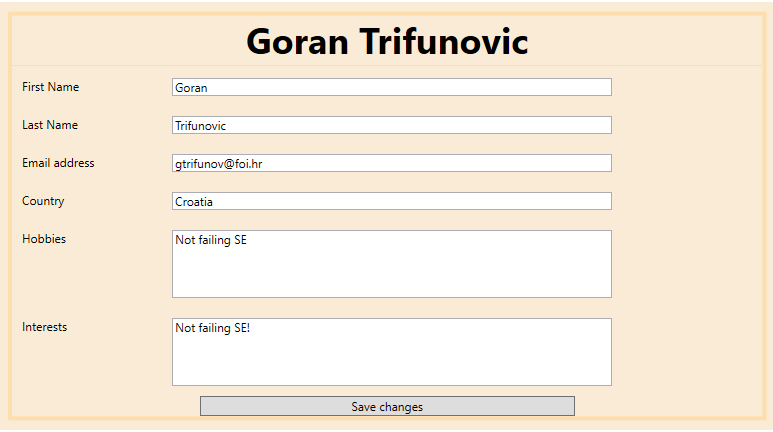 Goran Trifunovic
First Name Goran
Last Name Trifunovic
Email address gtrifunov@foi.hr
Country Croatia
Hobbies Not failing SE
Interests Not failing SE!
Save changes